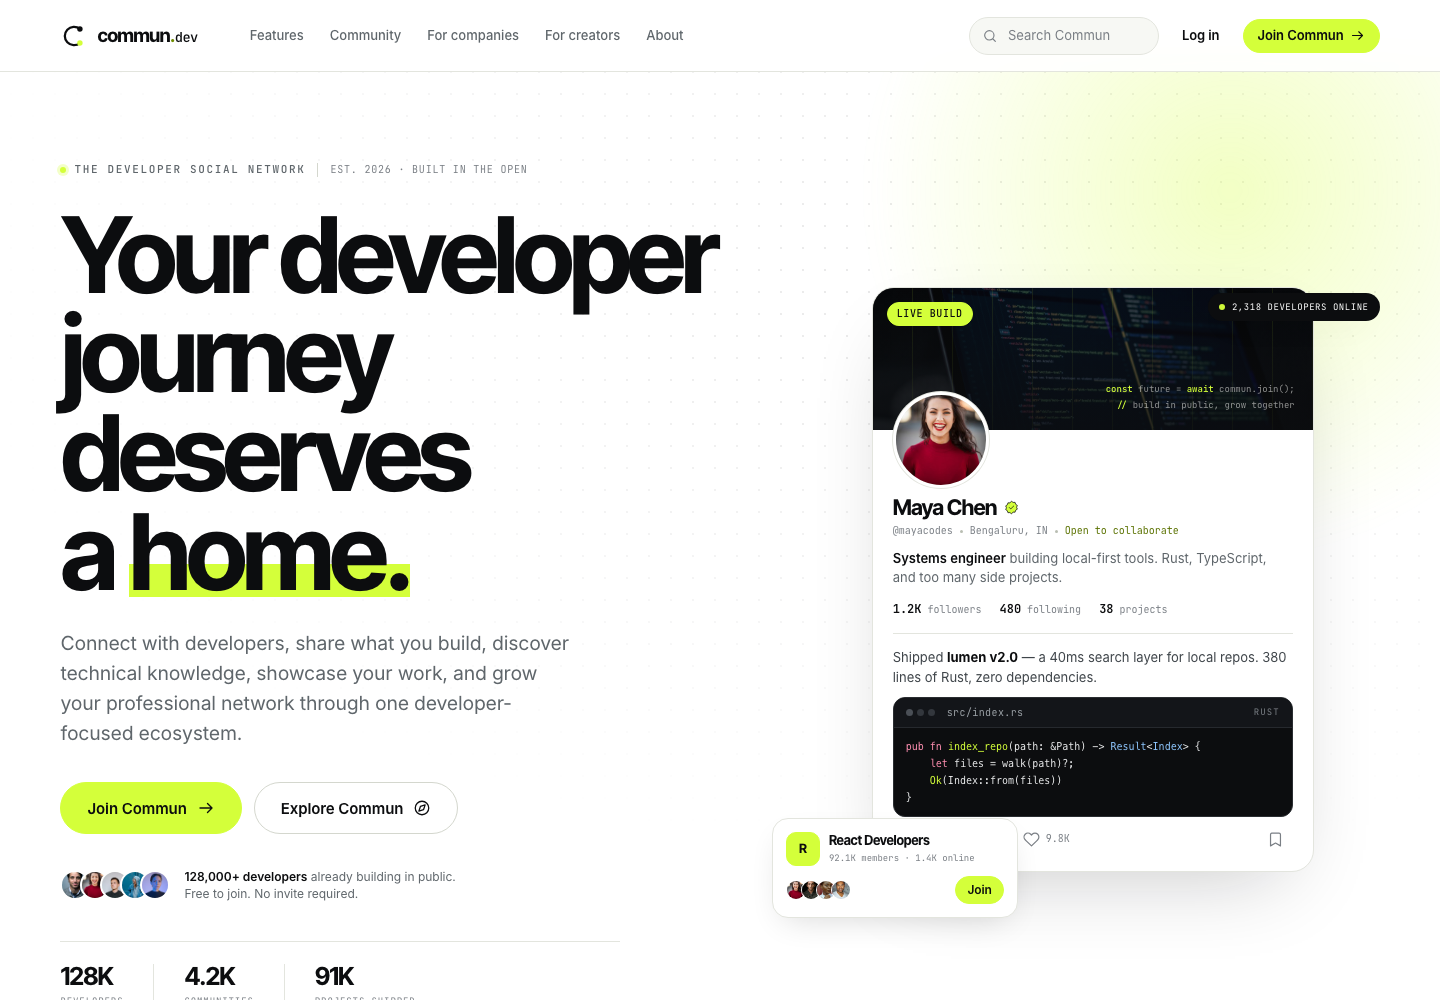 commun.dev
Features
Community
For companies
For creators
About
Search Commun
Log in
Join Commun
THE DEVELOPER SOCIAL NETWORK
EST. 2026 · BUILT IN THE OPEN
Your developer
journey
deserves
a home.
Connect with developers, share what you build, discover
technical knowledge, showcase your work, and grow
your professional network through one developer-
focused ecosystem.
Join Commun
Explore Commun
128,000+ developers already building in public.
Free to join. No invite required.
128K
4.2K
91K
DEVELOPERS
COMMUNITIES
PROJECTS SHIPPED
LIVE BUILD
2,318 DEVELOPERS ONLINE
const future = await commun.join();
// build in public, grow together
Maya Chen
@mayacodes • Bengaluru, IN • Open to collaborate
Systems engineer building local-first tools. Rust, TypeScript,
and too many side projects.
1.2K followers 480 following 38 projects
Shipped lumen v2.0 — a 40ms search layer for local repos. 380
lines of Rust, zero dependencies.
src/index.rs
RUST
pub fn index_repo(path: &Path) -> Result<Index> {
let files = walk(path)?;
Ok(Index::from(files))
}
9.8K
R
React Developers
92.1K members · 1.4K online
Join